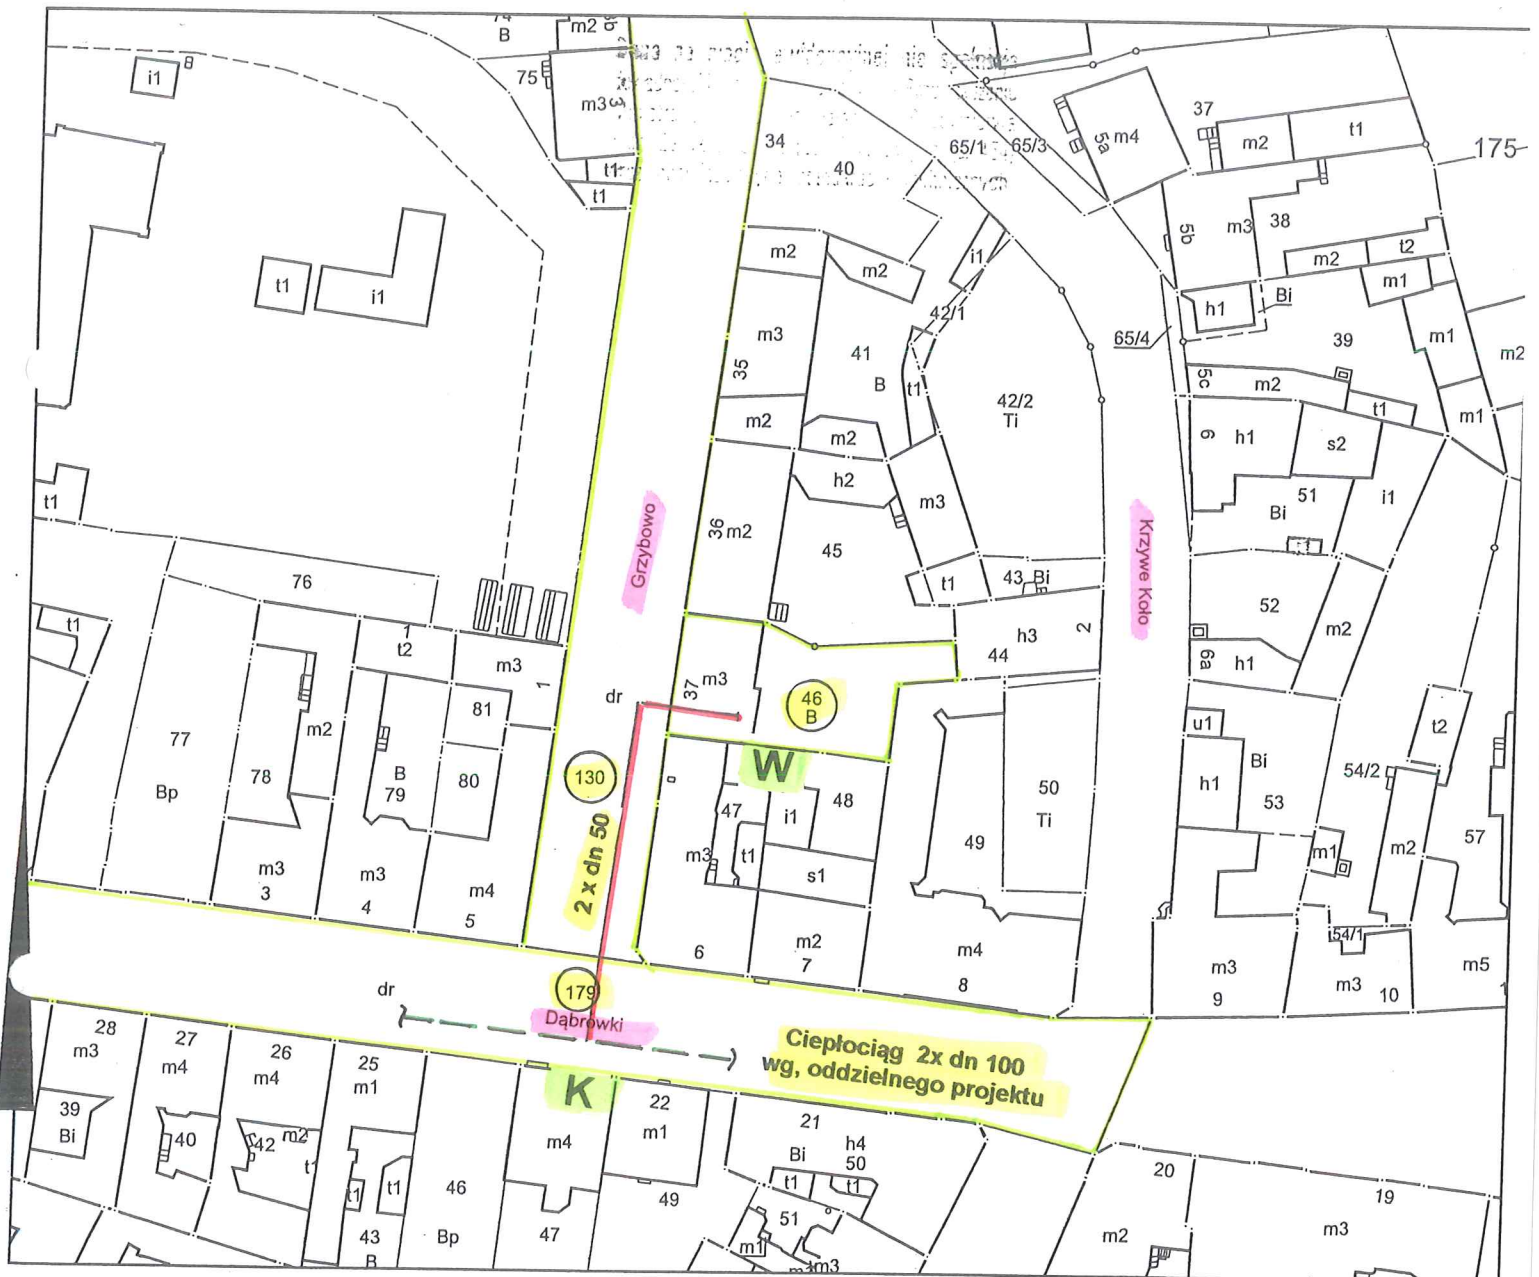 B
m2
i1
8
75
m3
3
34
40
65/1
65/3
5a
m4
37
m2
t1
175
t1
t1
5b
m3
38
t2
m2
m1
m2
m2
i1
t1
i1
42/1
65/4
h1
Bi
39
m1
m2
m3
35
41
B
t1
42/2
Ti
5c
m2
t1
m1
m2
m2
6
h1
s2
h2
m3
51
Bi
i1
t1
36
m2
45
Grzybowo
Krzywe Koło
76
t1
43
Bi
52
t1
1
t2
m3
1
h3
2
44
m2
6a
h1
m3
37
46
B
dr
81
m2
77
78
B
79
80
Bp
u1
t2
130
W
Bi
h1
53
54/2
50
Ti
47
i1
48
49
57
2 x dn 50
m3
t1
s1
m1
m2
m3
3
m3
4
m4
5
6
m2
7
m4
8
54/1
m3
9
m3
10
m5
1
dr
179
Dąbrówki
Ciepłociąg 2x dn 100
wg, oddzielnego projektu
K
28
m3
27
m4
26
m4
25
m1
22
m1
21
39
Bi
40
42
m2
t1
m4
Bi
h4
50
t1
t1
20
19
t1
t1
46
49
51
43
B
Bp
47
m1
m3
m2
m3